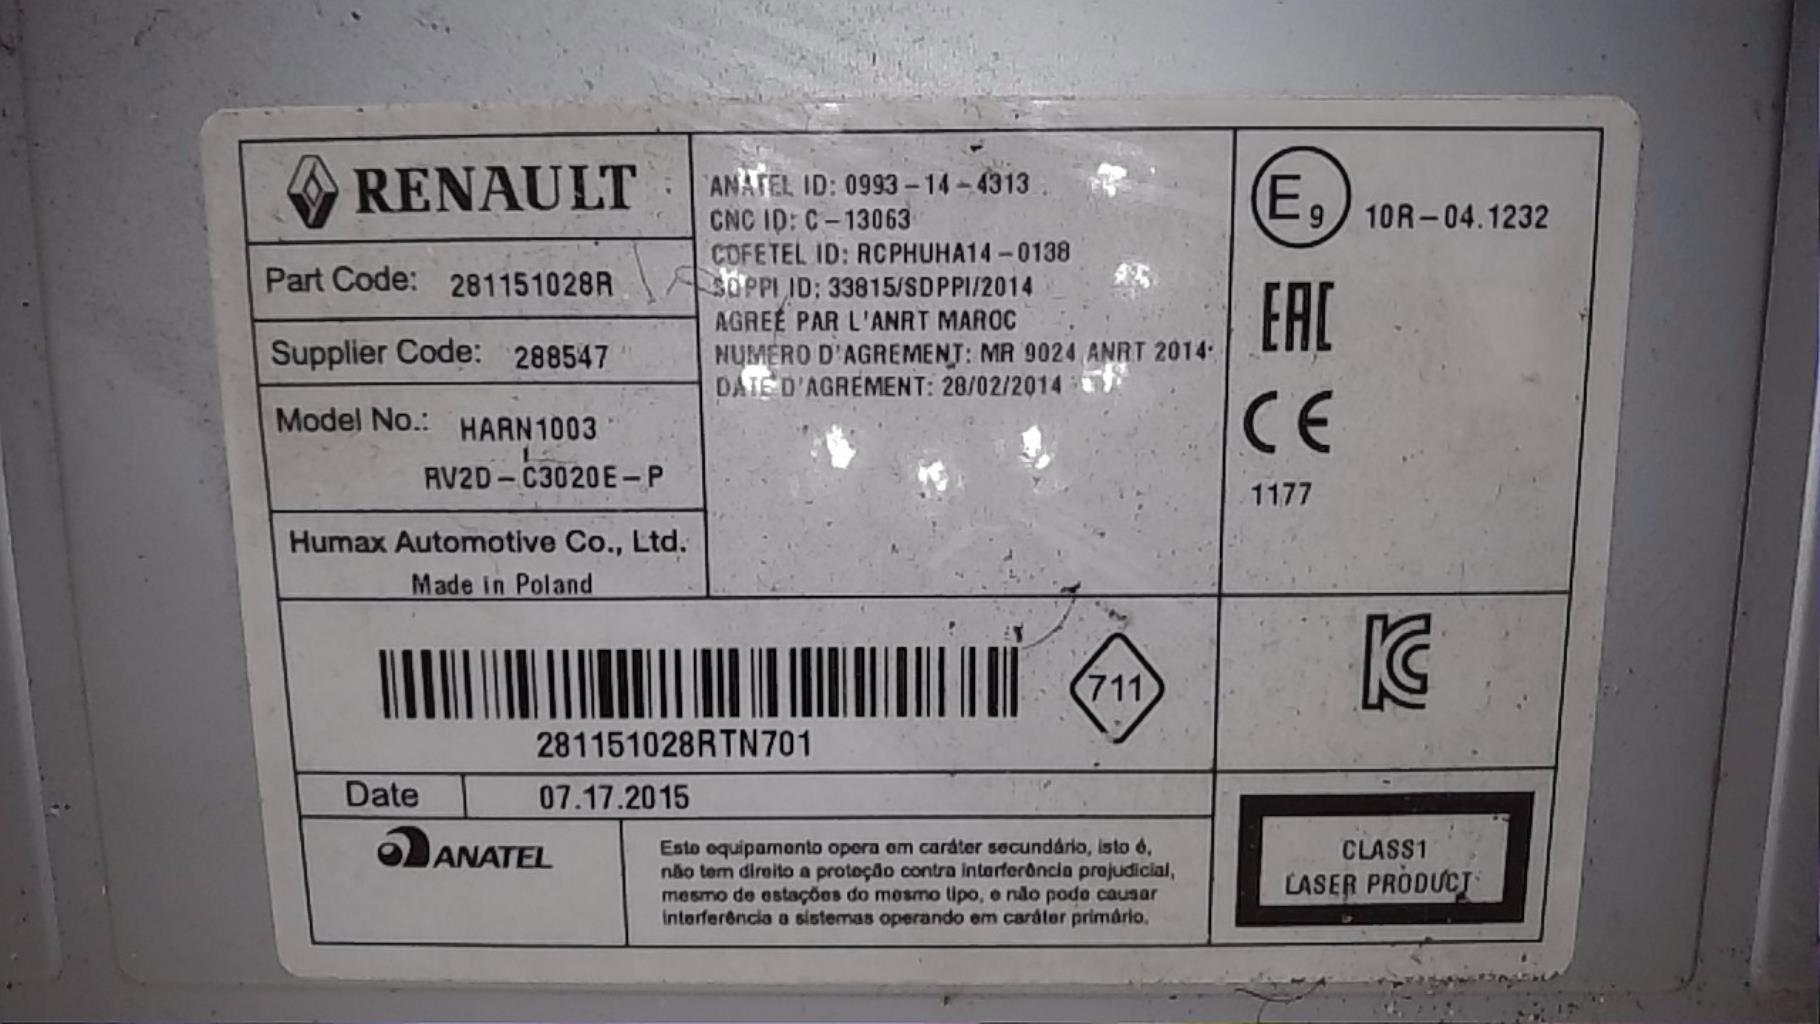 RENAULT
Part Code: 281151028R
Supplier Code: 288547
Model No.: HARN1003
RV2D-C3020E-P
Humax Automotive Co., Ltd.
Made in Poland
ANATEL ID: 0993-14-4313
CNC ID: C-13063
COFETEL ID: RCPHUHA14-0138
SDPPI ID: 33815/SDPPI/2014
AGREE PAR L'ANRT MAROC
NUMERO D'AGREMENT: MR 9024 ANRT 2014
DATE D'AGREMENT: 28/02/2014
E9 10R-04.1232
EAC
CE
1177
281151028RTN701
711
KC
Date 07.17.2015
ANATEL
Este equipamento opera em caráter secundário, isto é,
não tem direito a proteção contra interferência prejudicial,
mesmo de estações do mesmo tipo, e não pode causar
interferência a sistemas operando em caráter primário.
CLASS1
LASER PRODUCT